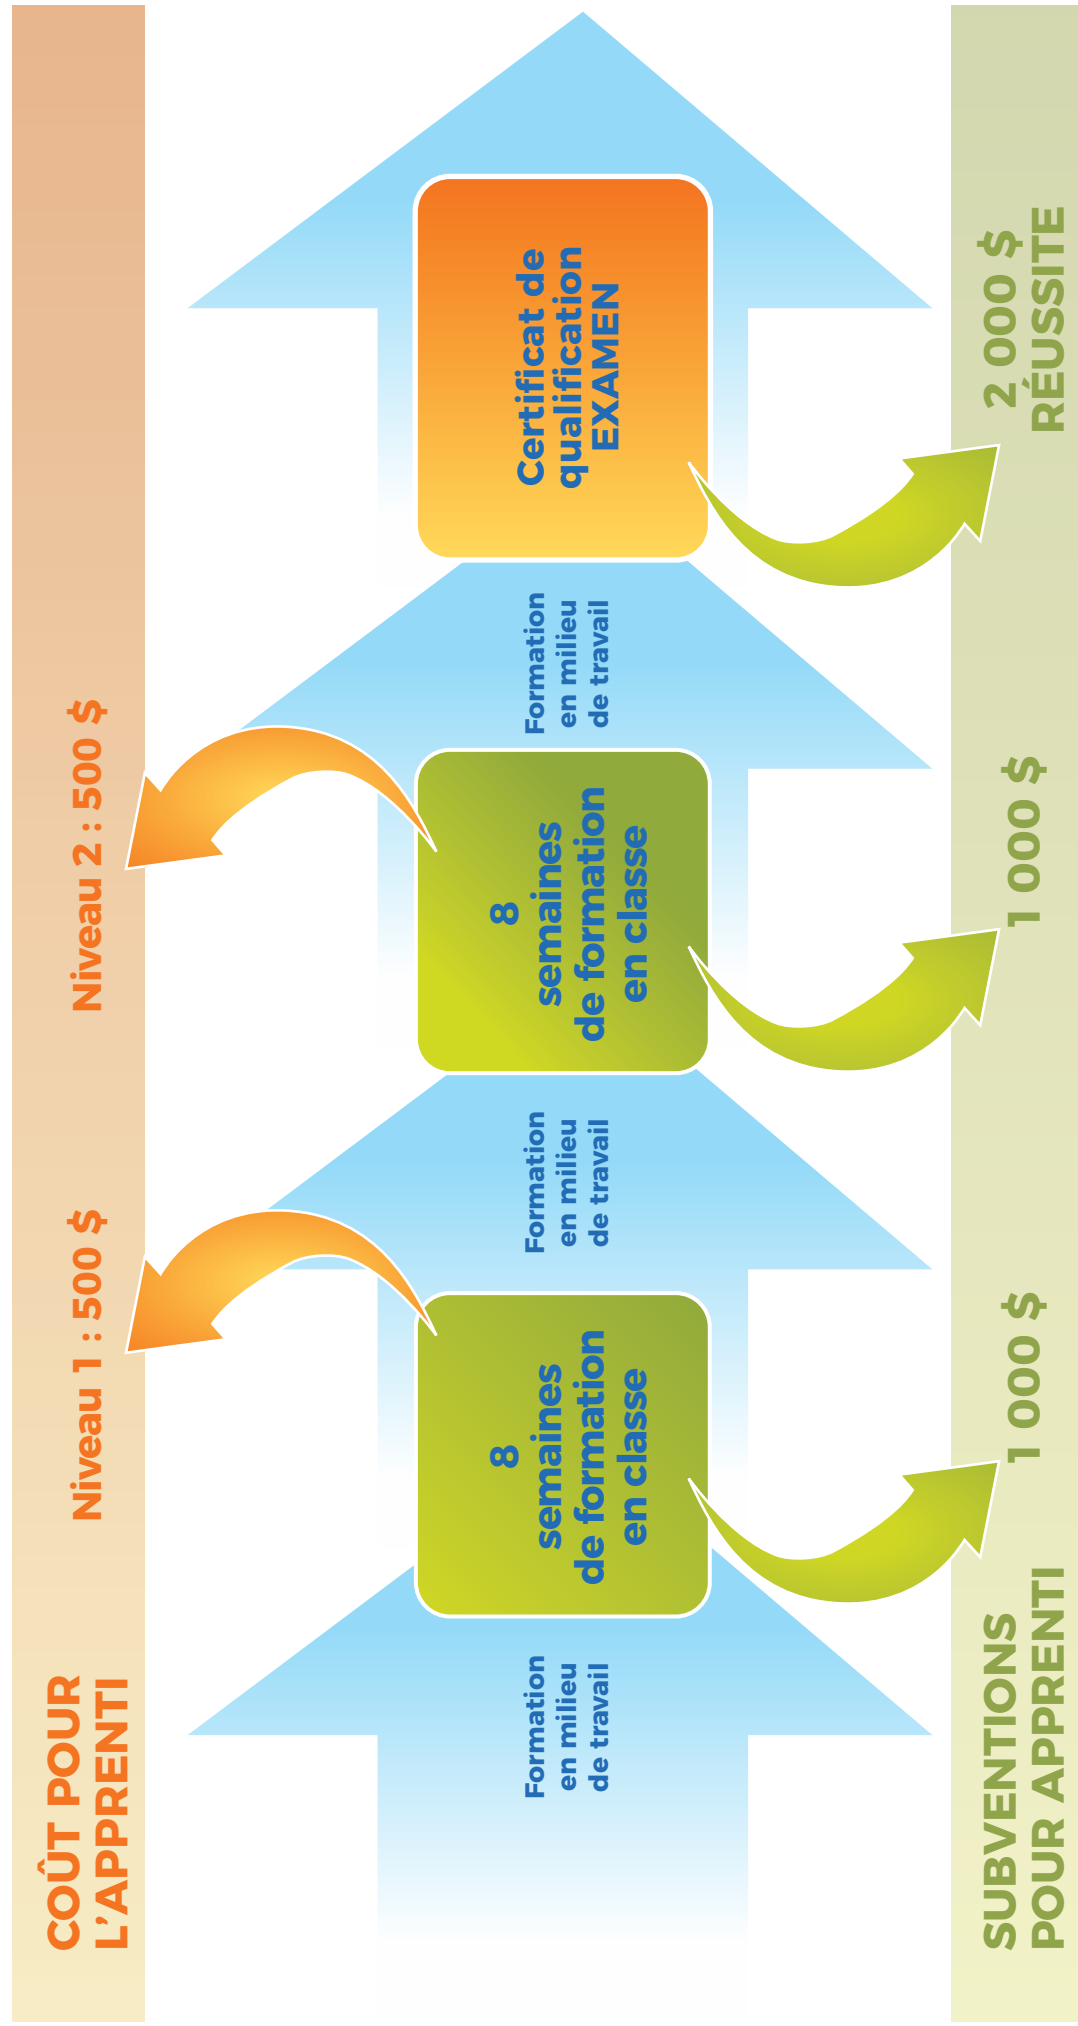 COÛT POUR
L’APPRENTI
Niveau 1 : 500 $
Niveau 2 : 500 $
Formation
en milieu
de travail
8
semaines
de formation
en classe
Formation
en milieu
de travail
8
semaines
de formation
en classe
Formation
en milieu
de travail
Certificat de
qualification
EXAMEN
SUBVENTIONS
POUR APPRENTI
1 000 $
1 000 $
2 000 $
RÉUSSITE